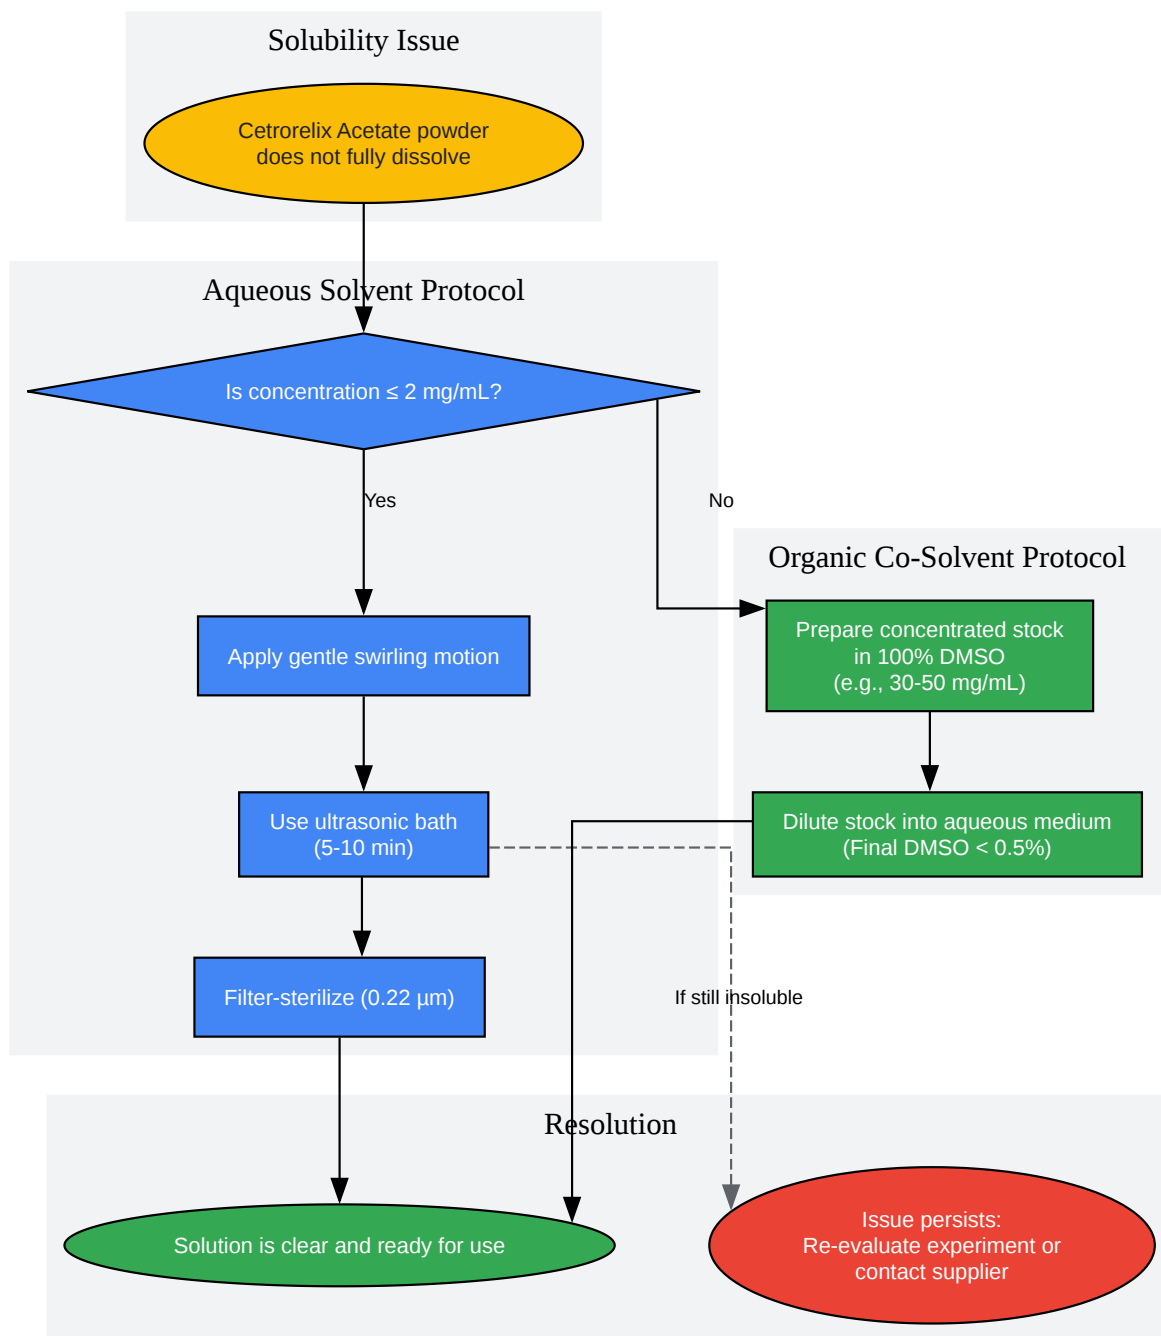 Solubility Issue
Cetrorelix Acetate powder
does not fully dissolve
Aqueous Solvent Protocol
Is concentration ≤ 2 mg/mL?
Yes
No
Organic Co-Solvent Protocol
Prepare concentrated stock
in 100% DMSO
(e.g., 30-50 mg/mL)
Apply gentle swirling motion
Use ultrasonic bath
(5-10 min)
Dilute stock into aqueous medium
(Final DMSO < 0.5%)
Filter-sterilize (0.22 µm)
If still insoluble
Resolution
Solution is clear and ready for use
Issue persists:
Re-evaluate experiment or
contact supplier